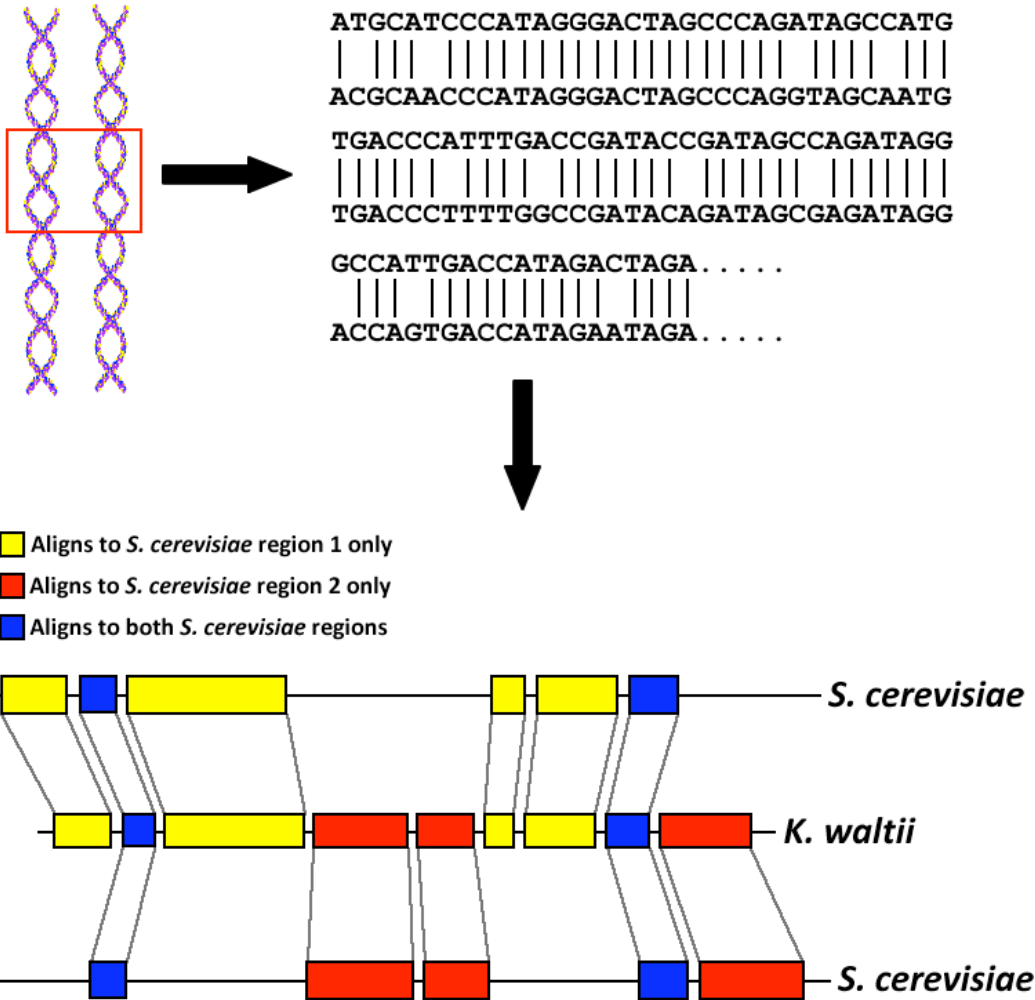 ATGCATCCCATAGGGACTAGCCCAGATAGCCATG
ACGCAACCCATAGGGACTAGCCCAGGTAGCAATG
TGACCCATTTGACCGATACCGATAGCCAGATAGG
TGACCCTTTTGGCCGATACAGATAGCGAGATAGG
GCCATTGACCATAGACTAGA.....
ACCAGTGACCATAGAATAGA.....
Aligns to S. cerevisiae region 1 only
Aligns to S. cerevisiae region 2 only
Aligns to both S. cerevisiae regions
S. cerevisiae
K. waltii
S. cerevisiae